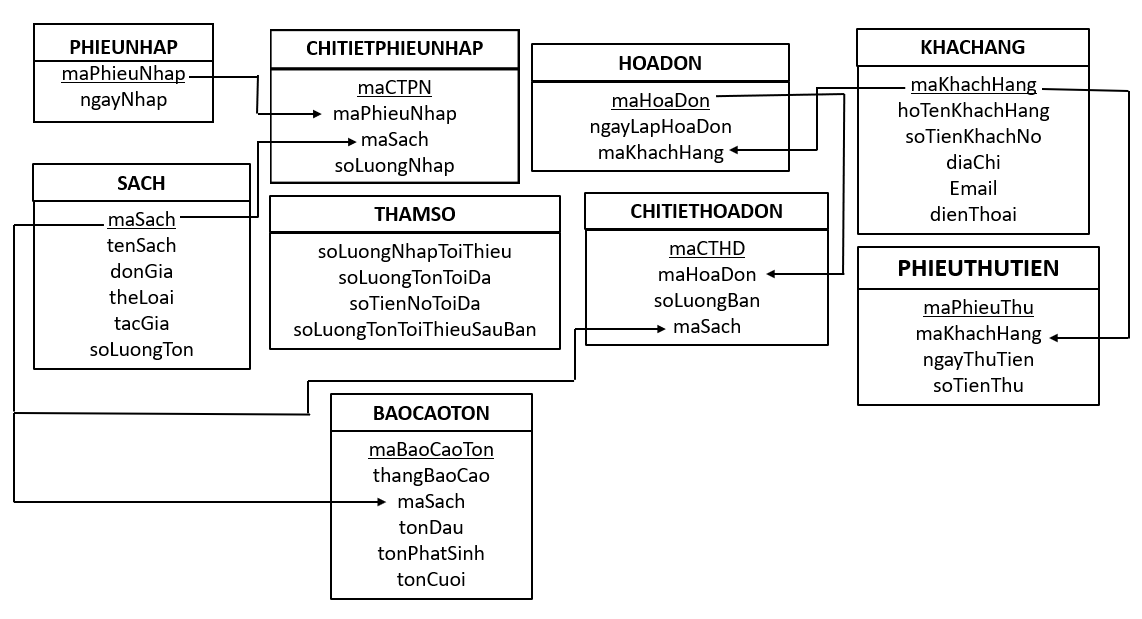 PHIEUNHAP
maPhieuNhap
ngayNhap
CHITIETPHIEUNHAP
maCTPN
maPhieuNhap
maSach
soLuongNhap
HOADON
maHoaDon
ngayLapHoaDon
maKhachHang
KHACHANG
maKhachHang
hoTenKhachHang
soTienKhachNo
diaChi
Email
dienThoai
SACH
maSach
tenSach
donGia
theLoai
tacGia
soLuongTon
THAMSO
soLuongNhapToiThieu
soLuongTonToiDa
soTienNoToiDa
soLuongTonToiThieuSauBan
CHITIETHOADON
maCTHD
maHoaDon
soLuongBan
maSach
PHIEUTHUTIEN
maPhieuThu
maKhachHang
ngayThuTien
soTienThu
BAOCAOTON
maBaoCaoTon
thangBaoCao
maSach
tonDau
tonPhatSinh
tonCuoi